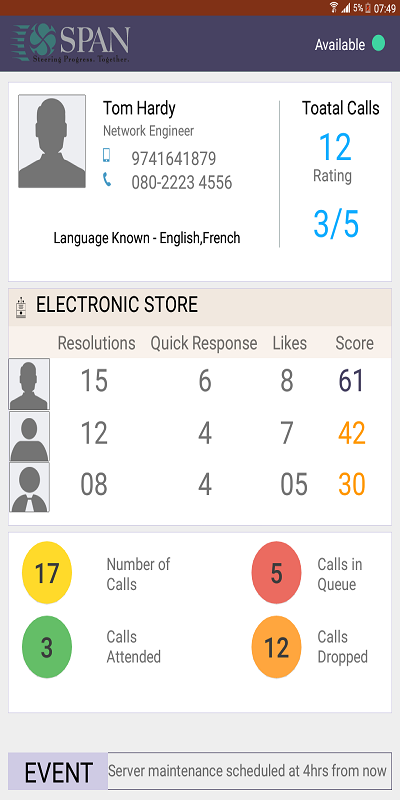 5% 07:49
SPAN
Steering Progress. Together.
Available
Tom Hardy
Network Engineer
9741641879
080-2223 4556
Language Known - English,French
Toatal Calls
12
Rating
3/5
ELECTRONIC STORE
Resolutions Quick Response Likes Score
15 6 8 61
12 4 7 42
08 4 05 30
17 Number of
Calls
5 Calls in
Queue
3 Calls
Attended
12 Calls
Dropped
EVENT Server maintenance scheduled at 4hrs from now